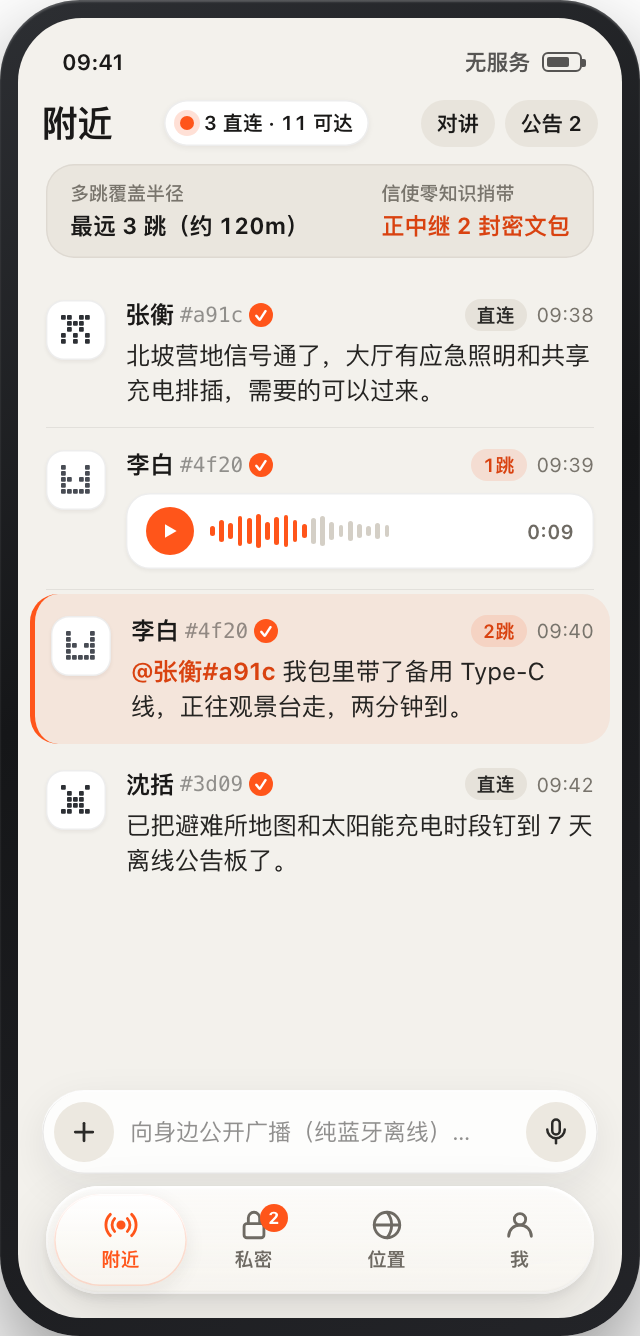 09:41 无服务
附近 3 直连 · 11 可达 对讲 公告 2
多跳覆盖半径 信使零知识捎带
最远 3 跳（约 120m） 正中继 2 封密文包
张衡 #a91c 直连 09:38
北坡营地信号通了，大厅有应急照明和共享
充电排插，需要的可以过来。
李白 #4f20 1跳 09:39
0:09
李白 #4f20 2跳 09:40
@张衡#a91c 我包里带了备用 Type-C
线，正往观景台走，两分钟到。
沈括 #3d09 直连 09:42
已把避难所地图和太阳能充电时段钉到 7 天
离线公告板了。
向身边公开广播（纯蓝牙离线）...
2
附近 私密 位置 我